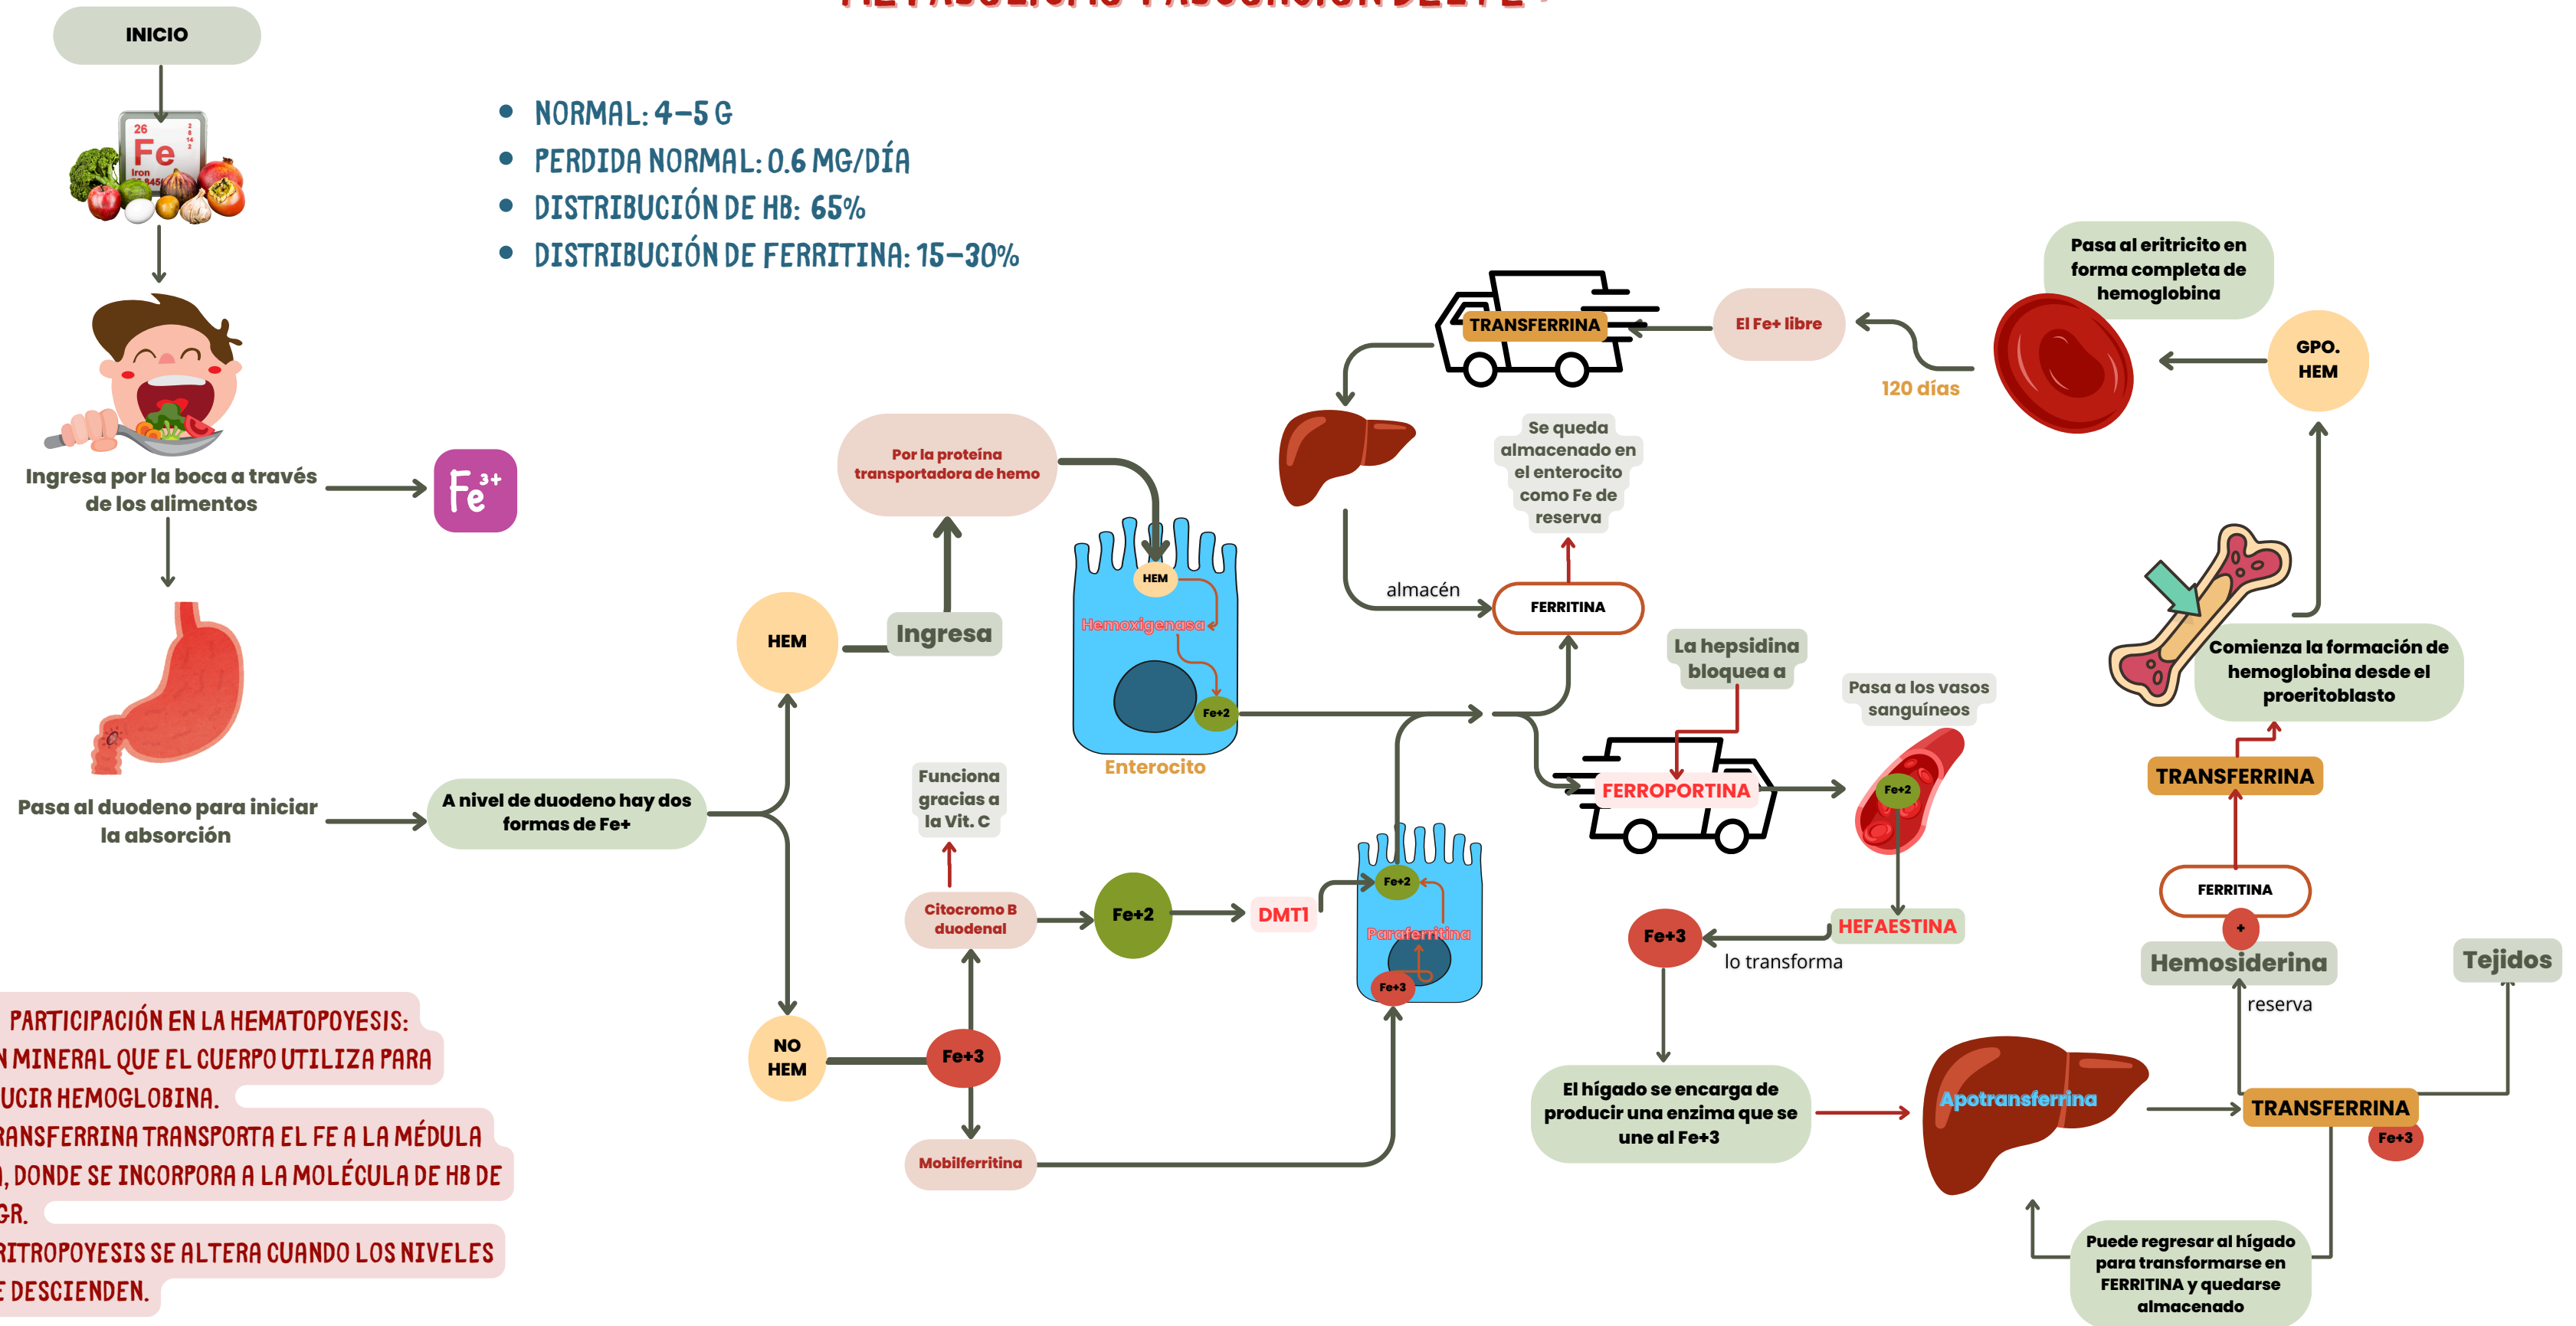 METABOLISMO Y ABSORCIÓN DEL FE+
INICIO
26
Fe
Iron
NORMAL: 4-5 G
PERDIDA NORMAL: 0.6 MG/DÍA
DISTRIBUCIÓN DE HB: 65%
DISTRIBUCIÓN DE FERRITINA: 15-30%
Ingresa por la boca a través
de los alimentos
Fe3+
Pasa al duodeno para iniciar
la absorción
A nivel de duodeno hay dos
formas de Fe+
HEM
Ingresa
Por la proteína
transportadora de hemo
HEM
Hemoxigenasa
Fe+2
Enterocito
NO
HEM
Fe+3
Citocromo B
duodenal
Funciona
gracias a
la Vit. C
Fe+2
DMT1
Mobilferritina
Fe+2
Paraferritina
Fe+3
FERRITINA
Se queda
almacenado en
el enterocito
como Fe de
reserva
almacén
La hepsidina
bloquea a
FERROPORTINA
Pasa a los vasos
sanguíneos
Fe+2
HEFAESTINA
lo transforma
Fe+3
El hígado se encarga de
producir una enzima que se
une al Fe+3
Apotransferrina
TRANSFERRINA
Fe+3
Tejidos
Puede regresar al hígado
para transformarse en
FERRITINA y quedarse
almacenado
reserva
Hemosiderina
+
FERRITINA
TRANSFERRINA
Comienza la formación de
hemoglobina desde el
proeritoblasto
GPO.
HEM
Pasa al eritricito en
forma completa de
hemoglobina
120 días
El Fe+ libre
TRANSFERRINA
PARTICIPACIÓN EN LA HEMATOPOYESIS:
N MINERAL QUE EL CUERPO UTILIZA PARA
UCIR HEMOGLOBINA.
RANSFERRINA TRANSPORTA EL FE A LA MÉDULA
A, DONDE SE INCORPORA A LA MOLÉCULA DE HB DE
GR.
RITROPOYESIS SE ALTERA CUANDO LOS NIVELES
E DESCIENDEN.